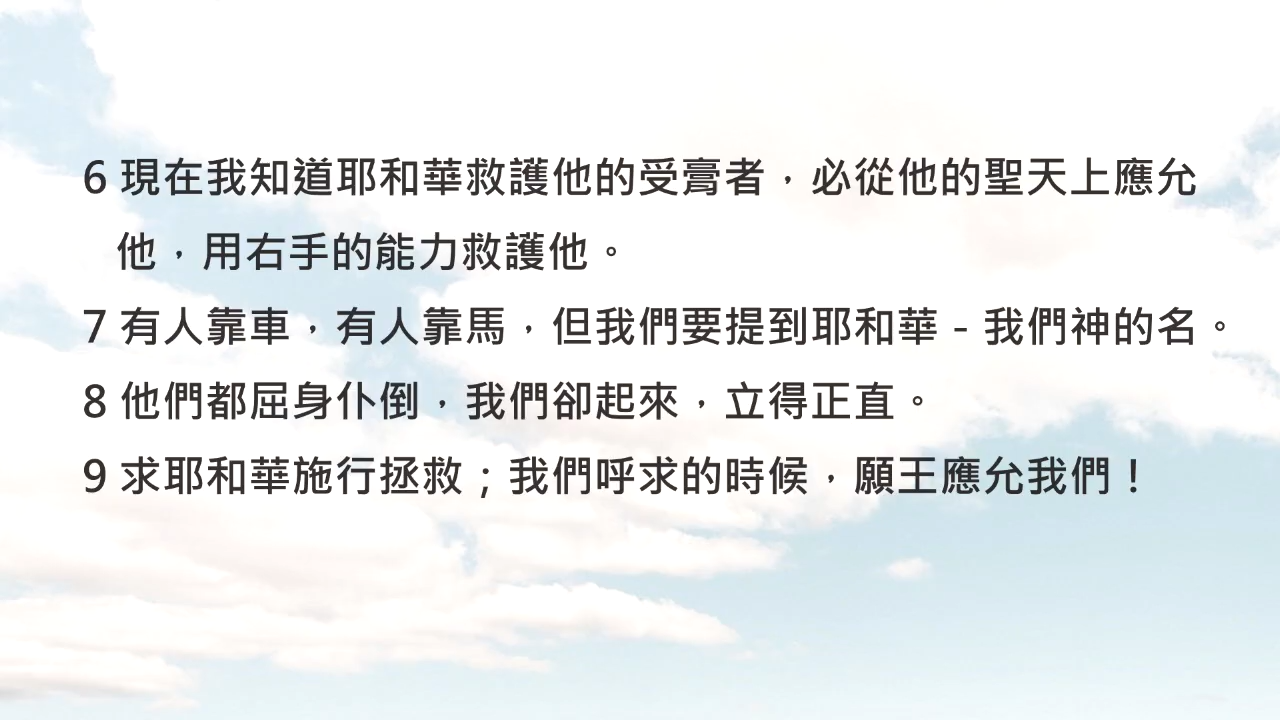 6 現在我知道耶和華救護他的受膏者，必從他的聖天上應允
他，用右手的能力救護他。
7 有人靠車，有人靠馬，但我們要提到耶和華－我們神的名。
8 他們都屈身仆倒，我們卻起來，立得正直。
9 求耶和華施行拯救；我們呼求的時候，願王應允我們！